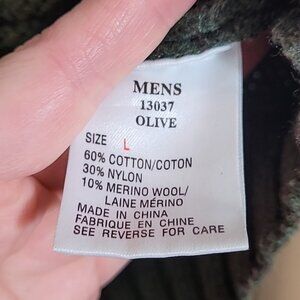 MENS
13037
OLIVE
SIZE L
60% COTTON/COTON
30% NYLON
10% MERINO WOOL/
LAINE MÉRINO
MADE IN CHINA
FABRIQUE EN CHINE
SEE REVERSE FOR CARE